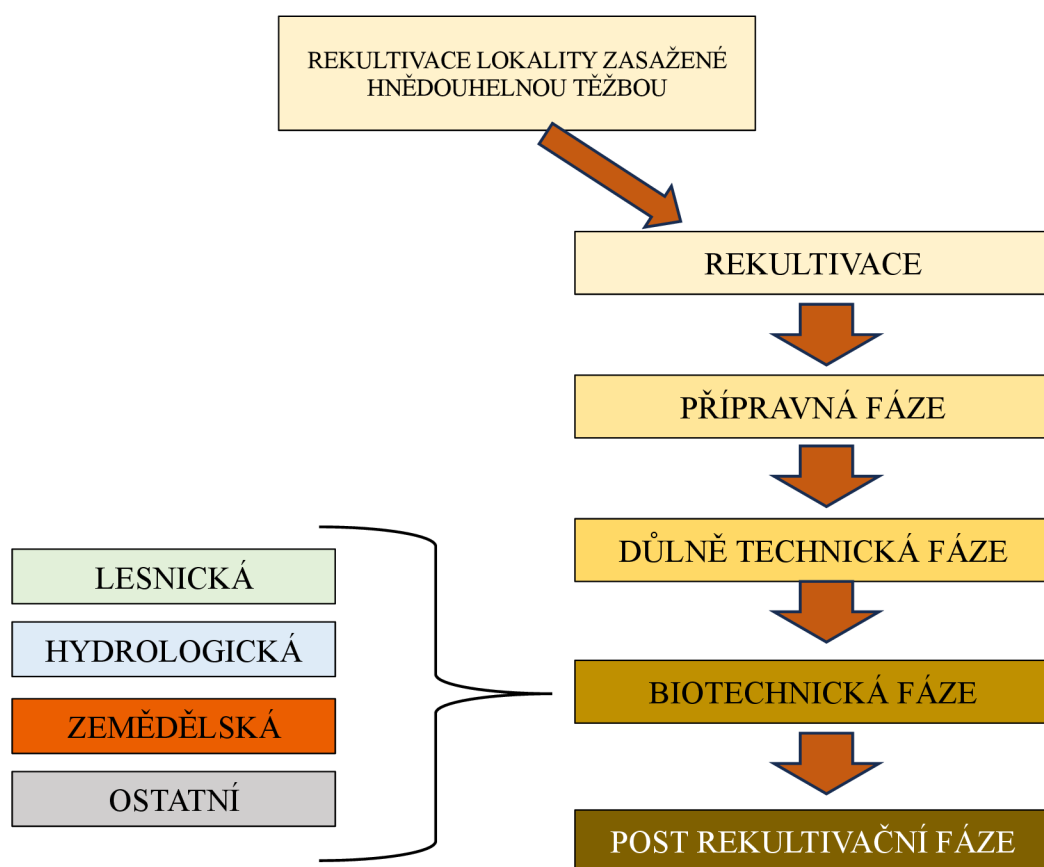 REKULTIVACE LOKALITY ZASAŽENÉ
HNĚDOUHELNOU TĚŽBOU
REKULTIVACE
PŘÍPRAVNÁ FÁZE
DŮLNĚ TECHNICKÁ FÁZE
LESNICKÁ
HYDROLOGICKÁ
ZEMĚDĚLSKÁ
OSTATNÍ
BIOTECHNICKÁ FÁZE
POST REKULTIVAČNÍ FÁZE